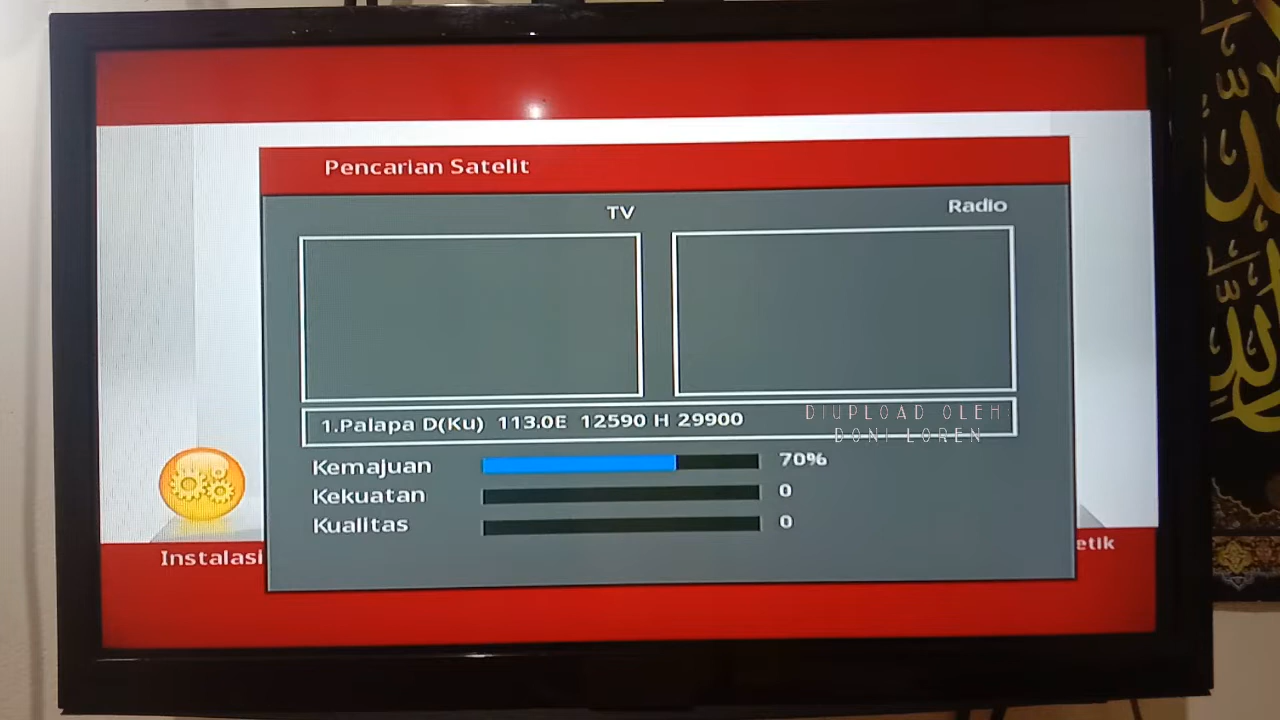 Pencarian Satelit
TV
Radio
1.Palapa D(Ku) 113.0E 12590 H 29900
DIUPLOAD OLEH:
DONI LOREN
Kemajuan 70%
Kekuatan 0
Kualitas 0
Instalasi
etik